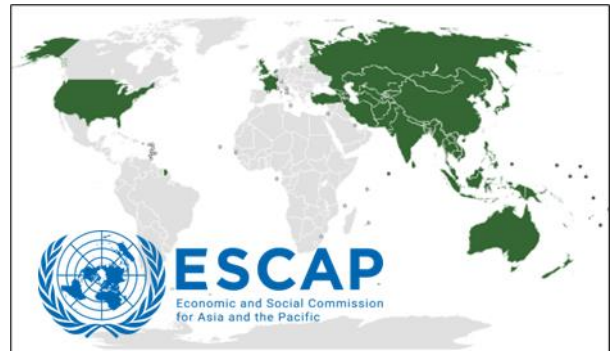 ESCAP
Economic and Social Commission
for Asia and the Pacific